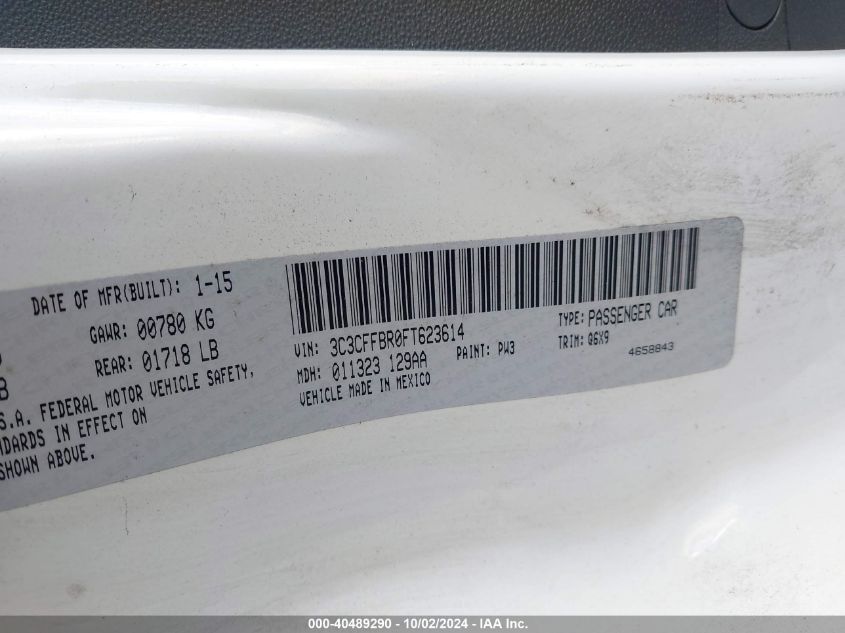 DATE OF MFR(BUILT): 1-15
GAWR: 00780 KG
REAR: 01718 LB
B
S.A. FEDERAL MOTOR VEHICLE SAFETY,
NDARDS IN EFFECT ON
SHOWN ABOVE.
VIN: 3C3CFFBR0FT623614
TYPE: PASSENGER CAR
MDH: 011323 129AA
PAINT: PW3
TRIM: Q6X9
VEHICLE MADE IN MEXICO
4658843
000-40489290 - 10/02/2024 - IAA Inc.